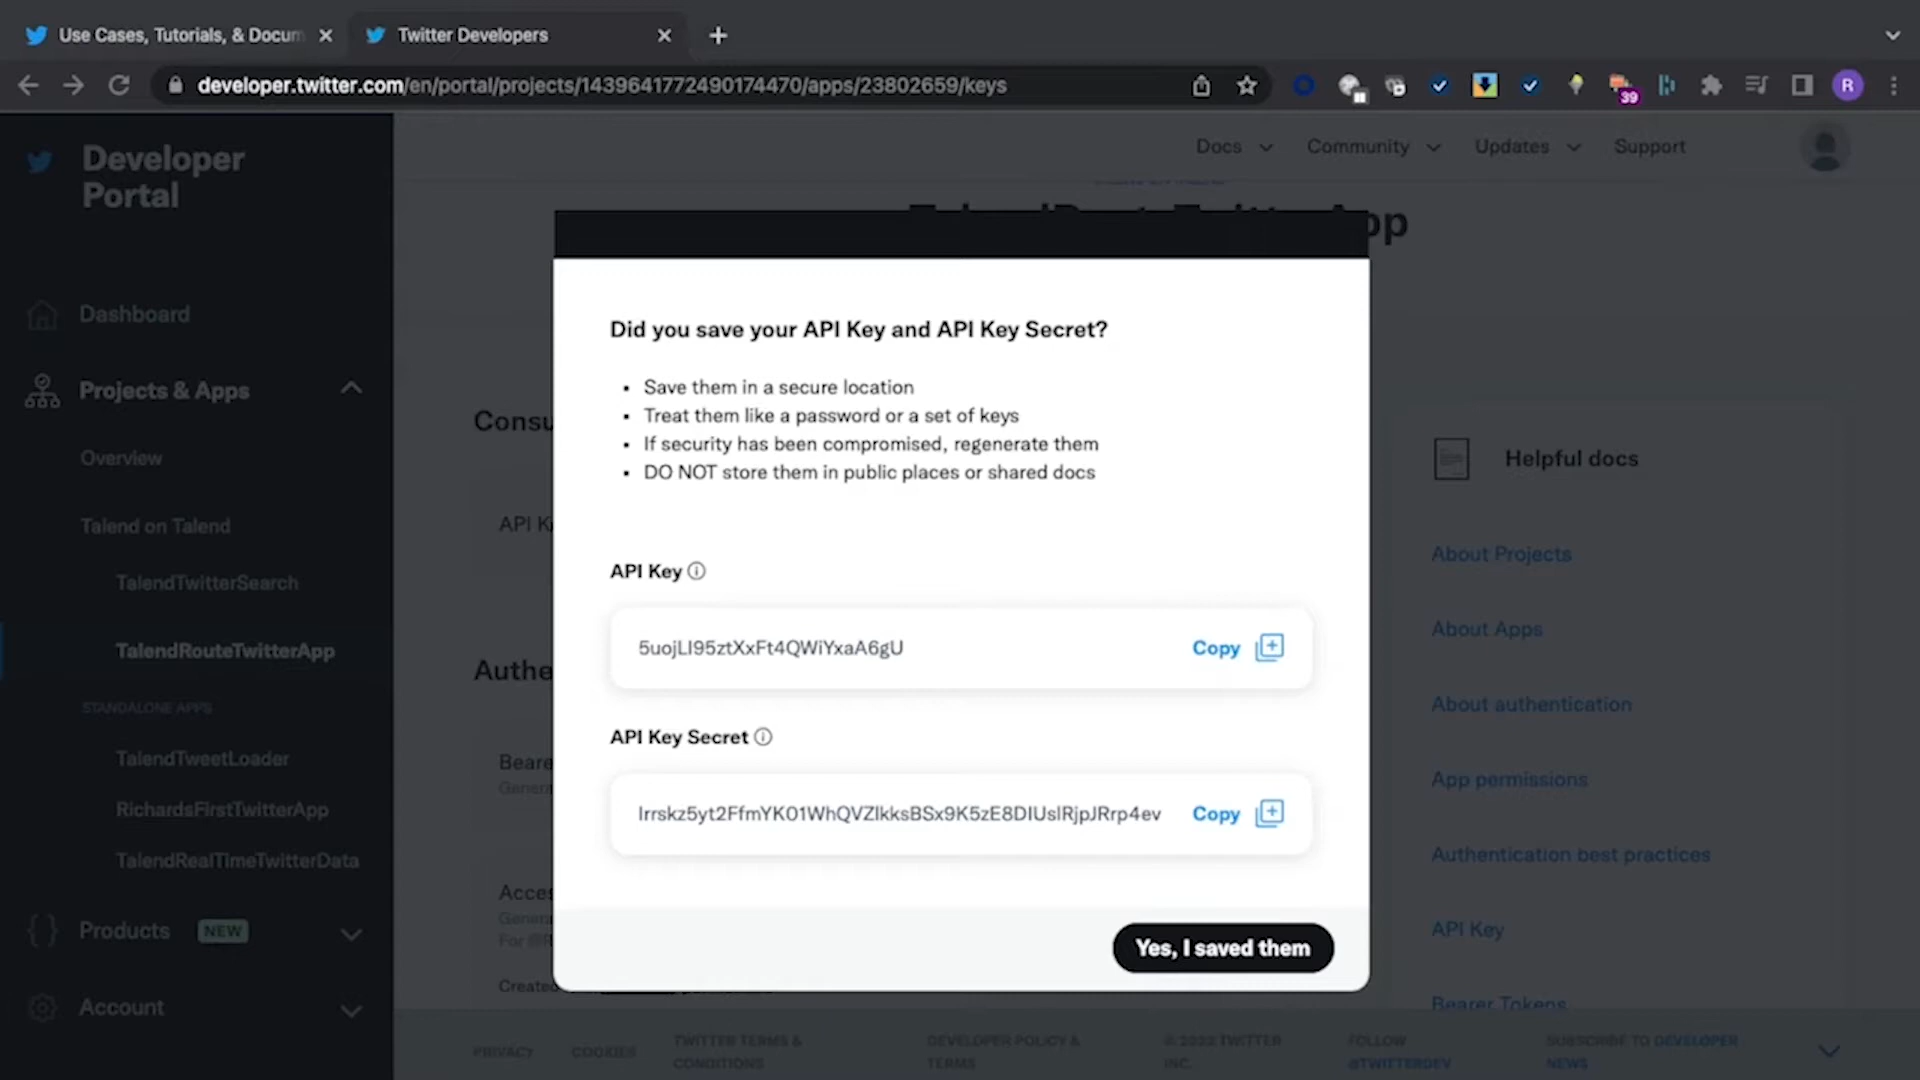 Use Cases, Tutorials, & Docum
Twitter Developers
developer.twitter.com/en/portal/projects/1439641772490174470/apps/23802659/keys
39
R
Developer
Portal
Docs
Community
Updates
Support
pp
Dashboard
Projects & Apps
Overview
Talend on Talend
TalendTwitterSearch
TalendRouteTwitterApp
STANDALONE APPS
TalendTweetLoader
RichardsFirstTwitterApp
TalendRealTimeTwitterData
Products
NEW
Account
Consu
API K
Authe
Beare
Genera
Acces
Genera
For @R
Created
Did you save your API Key and API Key Secret?
Save them in a secure location
Treat them like a password or a set of keys
If security has been compromised, regenerate them
DO NOT store them in public places or shared docs
API Key
5uojLI95ztXxFt4QWiYxaA6gU
Copy
API Key Secret
Irrskz5yt2FfmYK01WhQVZIkksBSx9K5zE8DIUsIRjpJRrp4ev
Copy
Yes, I saved them
Helpful docs
About Projects
About Apps
About authentication
App permissions
Authentication best practices
API Key
Bearer Tokens
PRIVACY
COOKIES
TWITTER TERMS &
CONDITIONS
DEVELOPER POLICY &
TERMS
© 2022 TWITTER
INC.
FOLLOW
@TWITTERDEV
SUBSCRIBE TO DEVELOPER
NEWS